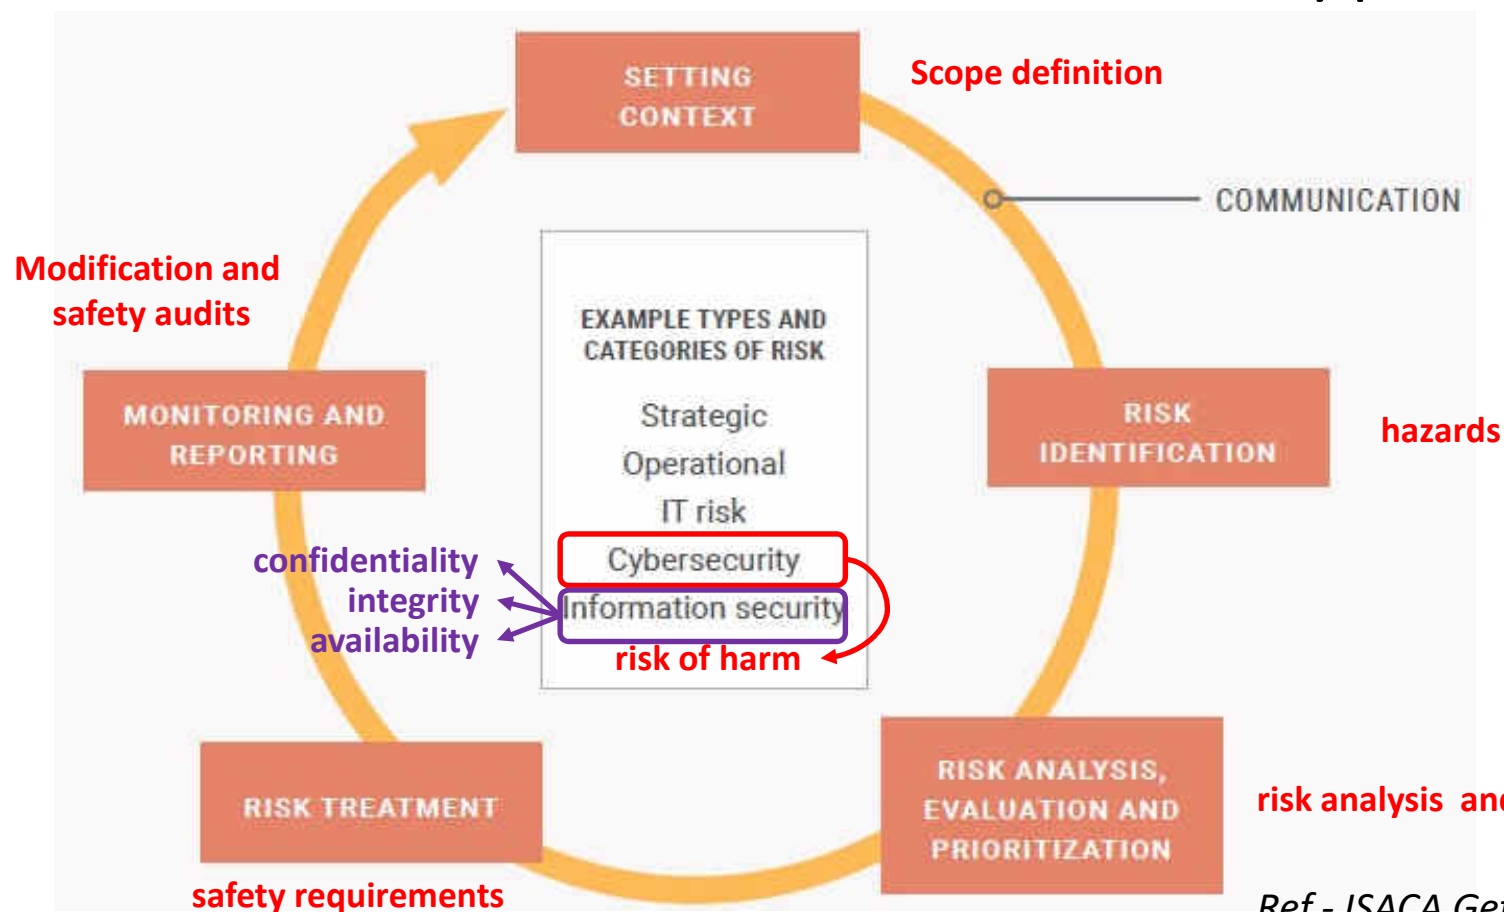 SETTING
CONTEXT
Scope definition
COMMUNICATION
Modification and
safety audits
EXAMPLE TYPES AND
CATEGORIES OF RISK
MONITORING AND
REPORTING
Strategic
Operational
IT risk
Cybersecurity
Information security
risk of harm
RISK
IDENTIFICATION
hazards
confidentiality
integrity
availability
RISK TREATMENT
safety requirements
RISK ANALYSIS,
EVALUATION AND
PRIORITIZATION
risk analysis and
Ref - ISACA Get